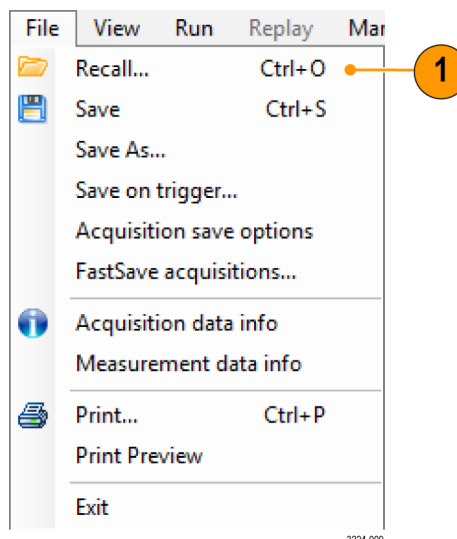 File View Run Replay Mar
Recall... Ctrl+O 1
Save Ctrl+S
Save As...
Save on trigger...
Acquisition save options
FastSave acquisitions...
Acquisition data info
Measurement data info
Print... Ctrl+P
Print Preview
Exit